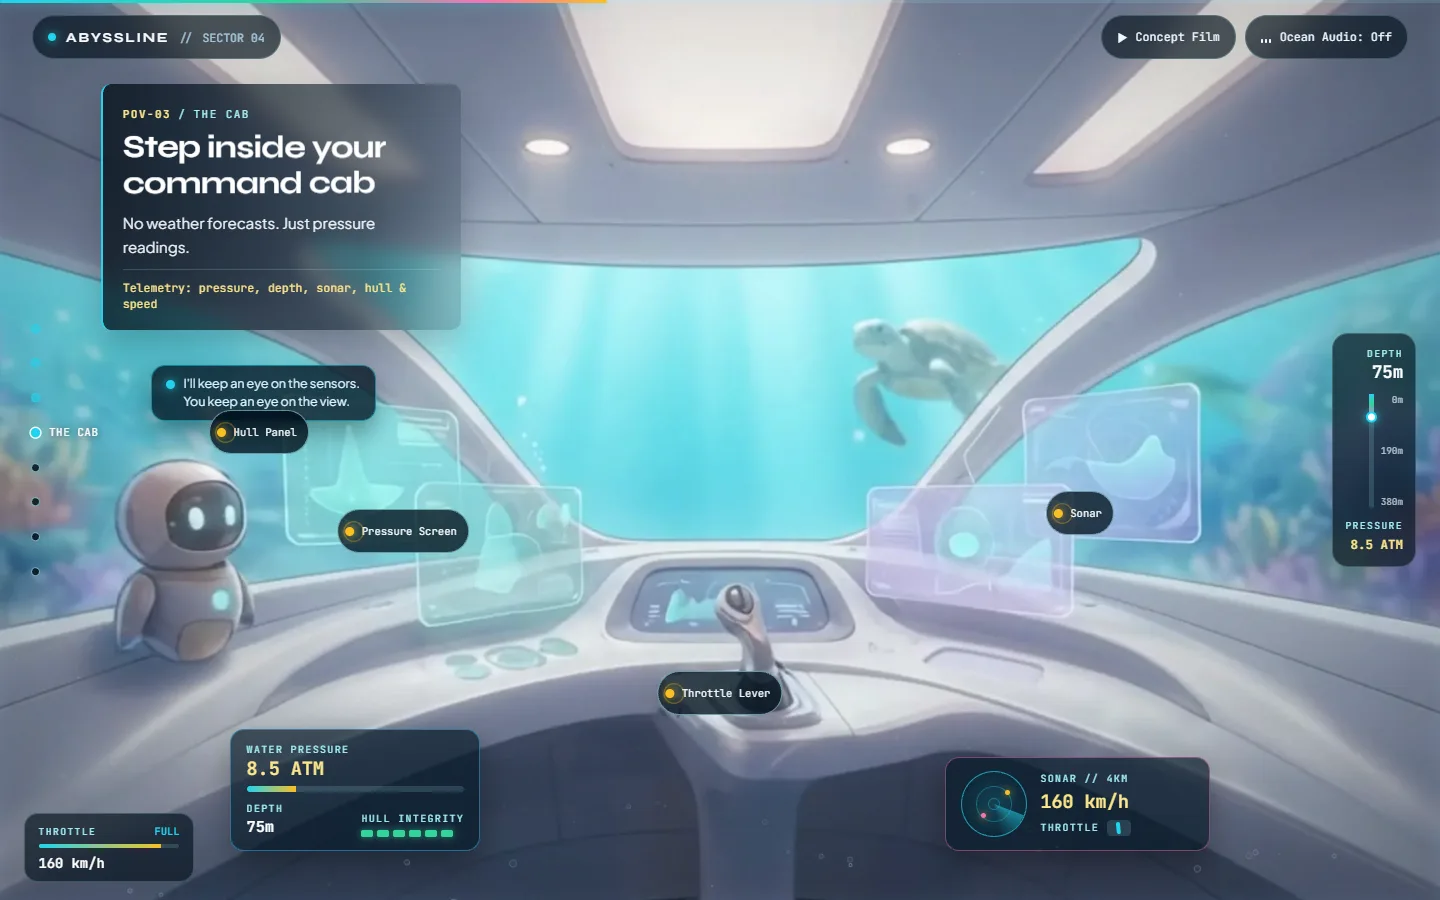 ABYSSLINE // SECTOR 04
Concept Film
Ocean Audio: Off
POV-03 / THE CAB
Step inside your
command cab
No weather forecasts. Just pressure
readings.
Telemetry: pressure, depth, sonar, hull &
speed
I'll keep an eye on the sensors.
You keep an eye on the view.
THE CAB
Hull Panel
Pressure Screen
Sonar
Throttle Lever
DEPTH
75m
0m
190m
380m
PRESSURE
8.5 ATM
WATER PRESSURE
8.5 ATM
DEPTH
75m
HULL INTEGRITY
THROTTLE FULL
160 km/h
SONAR // 4KM
160 km/h
THROTTLE